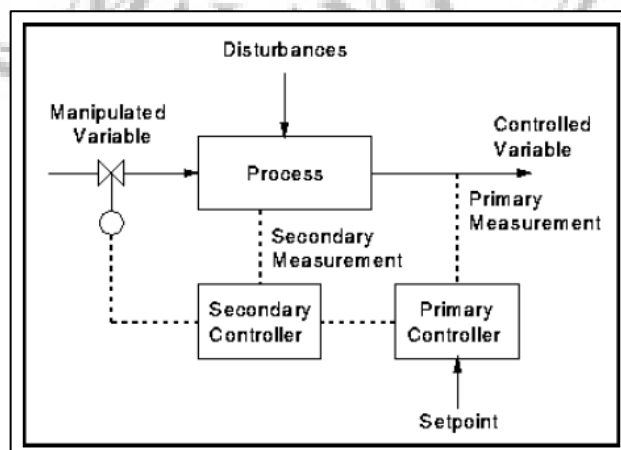 Disturbances
Manipulated
Variable
Controlled
Variable
Process
Primary
Measurement
Secondary
Measurement
Secondary
Controller
Primary
Controller
Setpoint